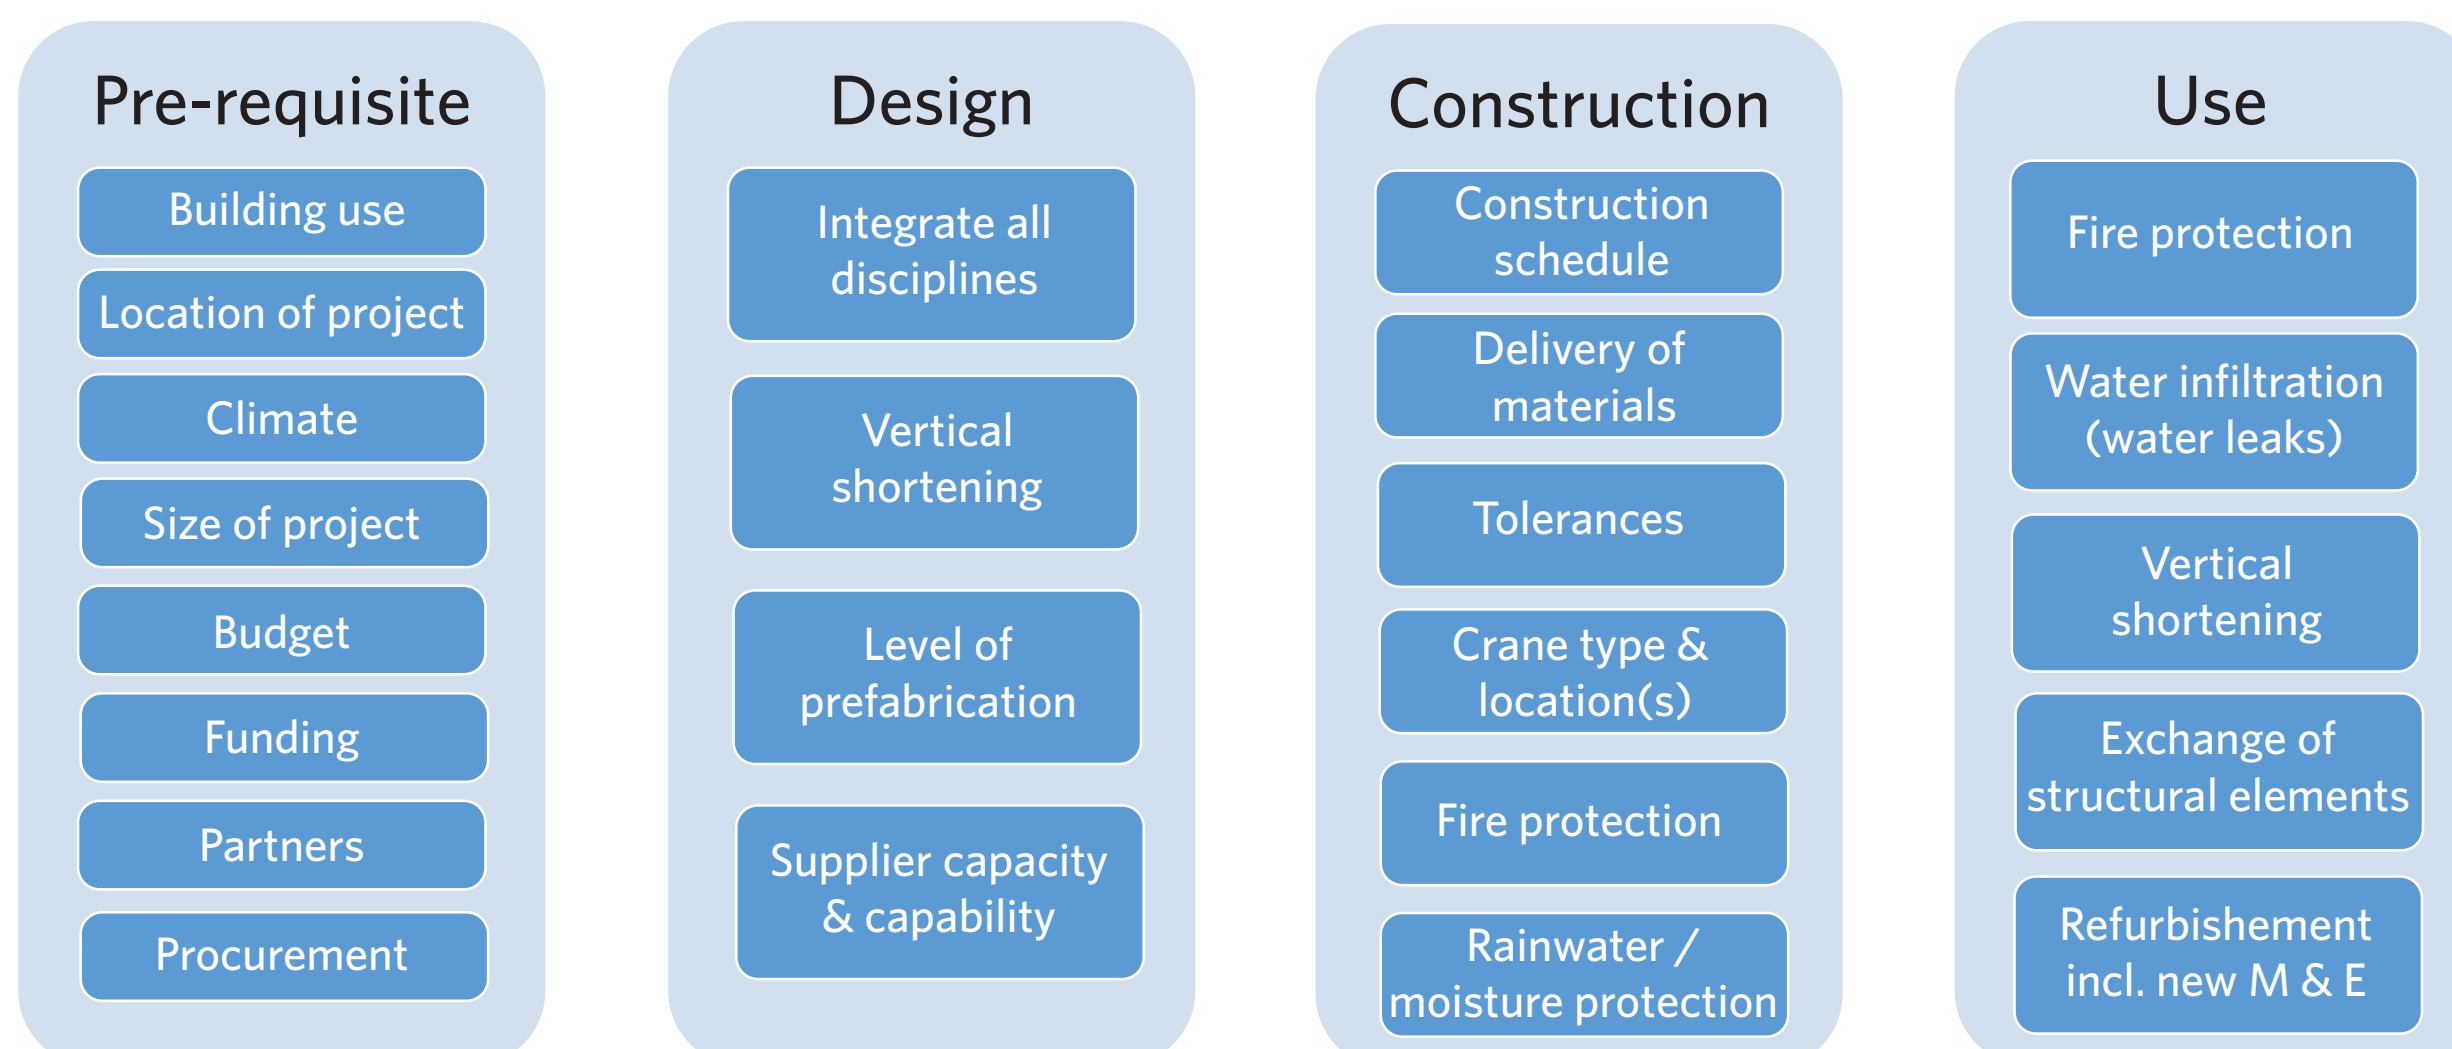 Pre-requisite
Building use
Location of project
Climate
Size of project
Budget
Funding
Partners
Procurement
Design
Integrate all
disciplines
Vertical
shortening
Level of
prefabrication
Supplier capacity
& capability
Construction
Construction
schedule
Delivery of
materials
Tolerances
Crane type &
location(s)
Fire protection
Rainwater /
moisture protection
Use
Fire protection
Water infiltration
(water leaks)
Vertical
shortening
Exchange of
structural elements
Refurbishement
incl. new M & E